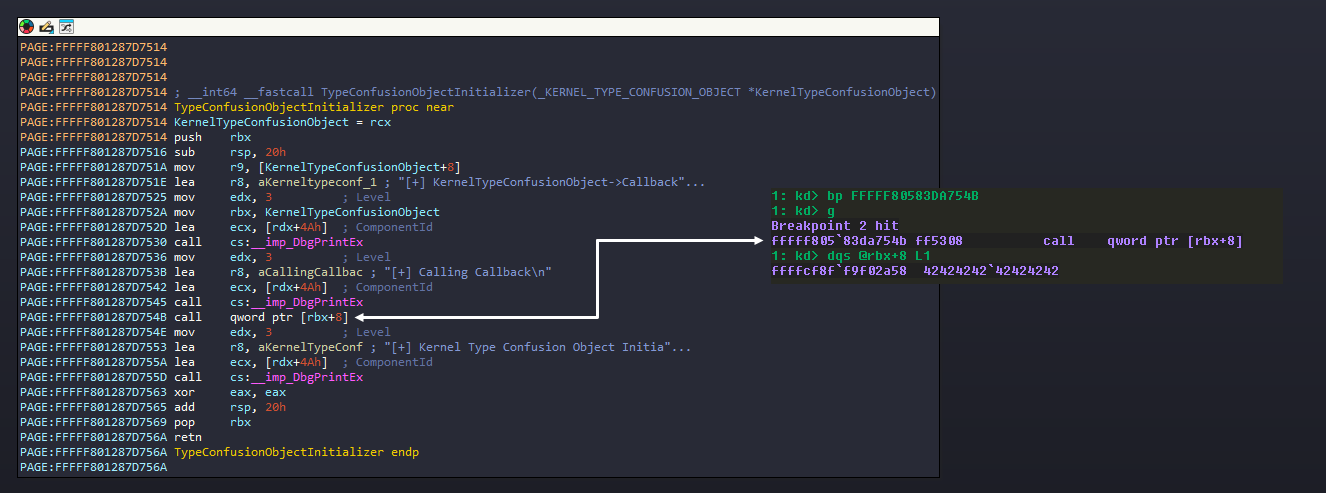 PAGE:FFFFF801287D7514
PAGE:FFFFF801287D7514
PAGE:FFFFF801287D7514
PAGE:FFFFF801287D7514 ; __int64 __fastcall TypeConfusionObjectInitializer(_KERNEL_TYPE_CONFUSION_OBJECT *KernelTypeConfusionObject)
PAGE:FFFFF801287D7514 TypeConfusionObjectInitializer proc near
PAGE:FFFFF801287D7514 KernelTypeConfusionObject = rcx
PAGE:FFFFF801287D7514 push rbx
PAGE:FFFFF801287D7516 sub rsp, 20h
PAGE:FFFFF801287D751A mov r9, [KernelTypeConfusionObject+8]
PAGE:FFFFF801287D751E lea r8, aKerneltypeconf_1 ; "[+] KernelTypeConfusionObject->Callback"...
PAGE:FFFFF801287D7525 mov edx, 3 ; Level
PAGE:FFFFF801287D752A mov rbx, KernelTypeConfusionObject
PAGE:FFFFF801287D752D lea ecx, [rdx+4Ah] ; ComponentId
PAGE:FFFFF801287D7530 call cs:__imp_DbgPrintEx
PAGE:FFFFF801287D7536 mov edx, 3 ; Level
PAGE:FFFFF801287D753B lea r8, aCallingCallbac ; "[+] Calling Callback\n"
PAGE:FFFFF801287D7542 lea ecx, [rdx+4Ah] ; ComponentId
PAGE:FFFFF801287D7545 call cs:__imp_DbgPrintEx
PAGE:FFFFF801287D754B call qword ptr [rbx+8]
PAGE:FFFFF801287D754E mov edx, 3 ; Level
PAGE:FFFFF801287D7553 lea r8, aKernelTypeConf ; "[+] Kernel Type Confusion Object Initia"...
PAGE:FFFFF801287D755A lea ecx, [rdx+4Ah] ; ComponentId
PAGE:FFFFF801287D755D call cs:__imp_DbgPrintEx
PAGE:FFFFF801287D7563 xor eax, eax
PAGE:FFFFF801287D7565 add rsp, 20h
PAGE:FFFFF801287D7569 pop rbx
PAGE:FFFFF801287D756A retn
PAGE:FFFFF801287D756A TypeConfusionObjectInitializer endp
PAGE:FFFFF801287D756A
1: kd> bp FFFFF80583DA754B
1: kd> g
Breakpoint 2 hit
fffff805`83da754b ff5308 call qword ptr [rbx+8]
1: kd> dqs @rbx+8 L1
ffffcf8f`f9f02a58 42424242`42424242